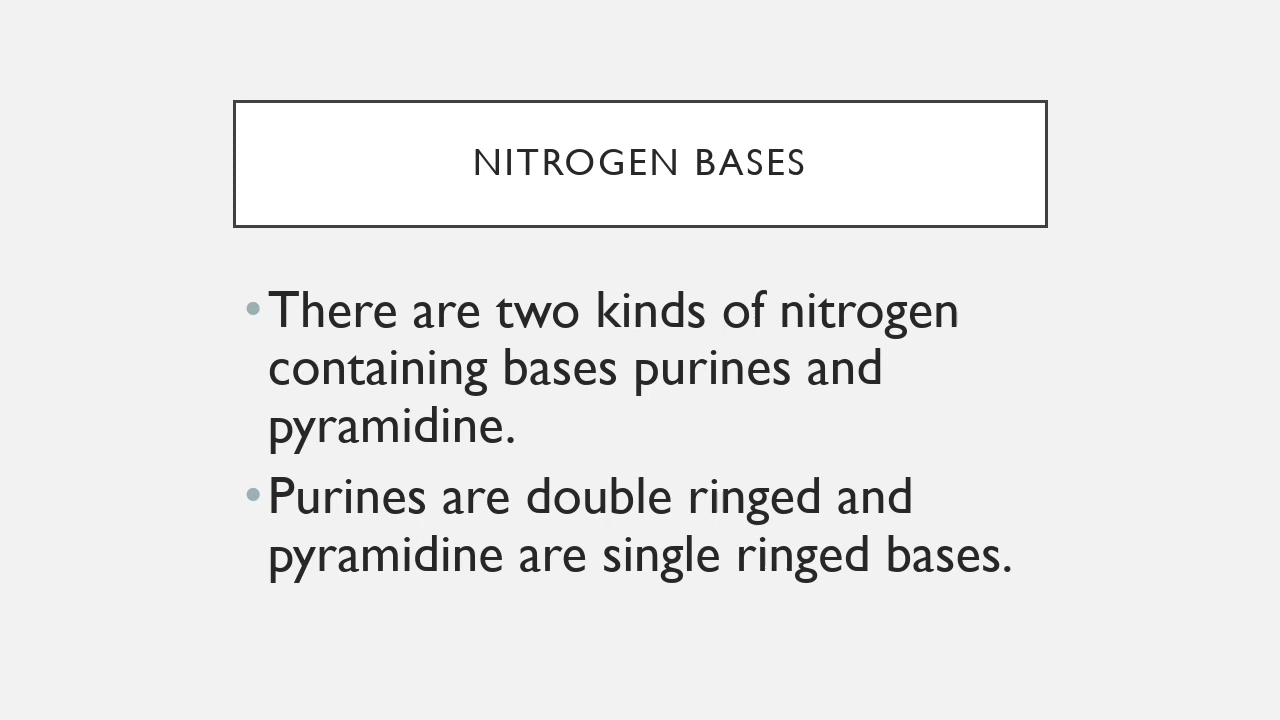 NITROGEN BASES
• There are two kinds of nitrogen
containing bases purines and
pyramidine.
• Purines are double ringed and
pyramidine are single ringed bases.